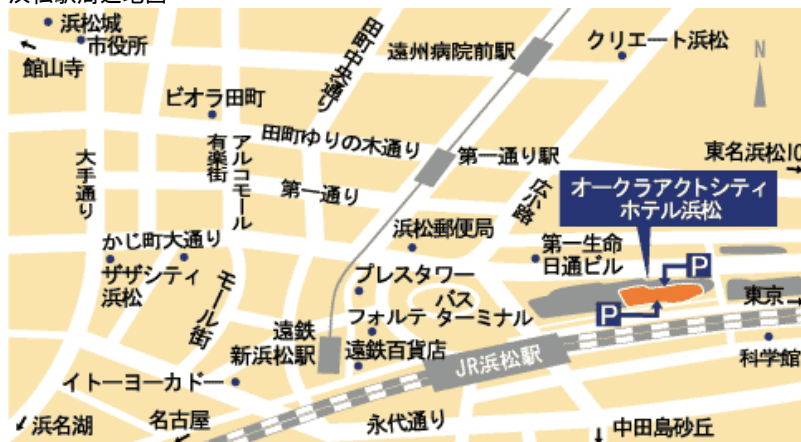 浜松駅周辺地図
浜松城
市役所
館山寺
田町中央通り
遠州病院前駅
クリエート浜松
N
ビオラ田町
大手通り
有楽街
アルコモール
田町ゆりの木通り
第一通り駅
東名浜松IC
第一通り
広小路
オークラアクトシティ
ホテル浜松
浜松郵便局
かじ町大通り
ザザシティ
浜松
モール街
プレスタワー
第一生命
日通ビル
P
バス
ターミナル
フォルテ
P
東京
遠鉄
新浜松駅
遠鉄百貨店
JR浜松駅
科学館
イトーヨーカドー
浜名湖
名古屋
永代通り
中田島砂丘